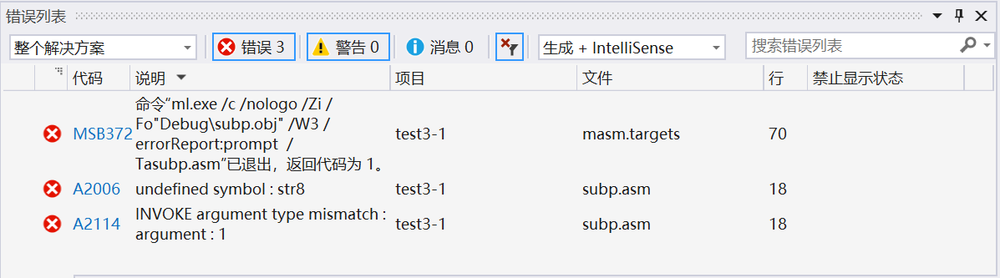 错误列表
整个解决方案
错误 3
警告 0
消息 0
生成 + IntelliSense
搜索错误列表
代码
说明
项目
文件
行
禁止显示状态
MSB372
命令“ml.exe /c /nologo /Zi /
Fo"Debug\subp.obj" /W3 /
errorReport:prompt /
Tasubp.asm”已退出，返回代码为 1。
test3-1
masm.targets
70
A2006
undefined symbol : str8
test3-1
subp.asm
18
A2114
INVOKE argument type mismatch :
argument : 1
test3-1
subp.asm
18